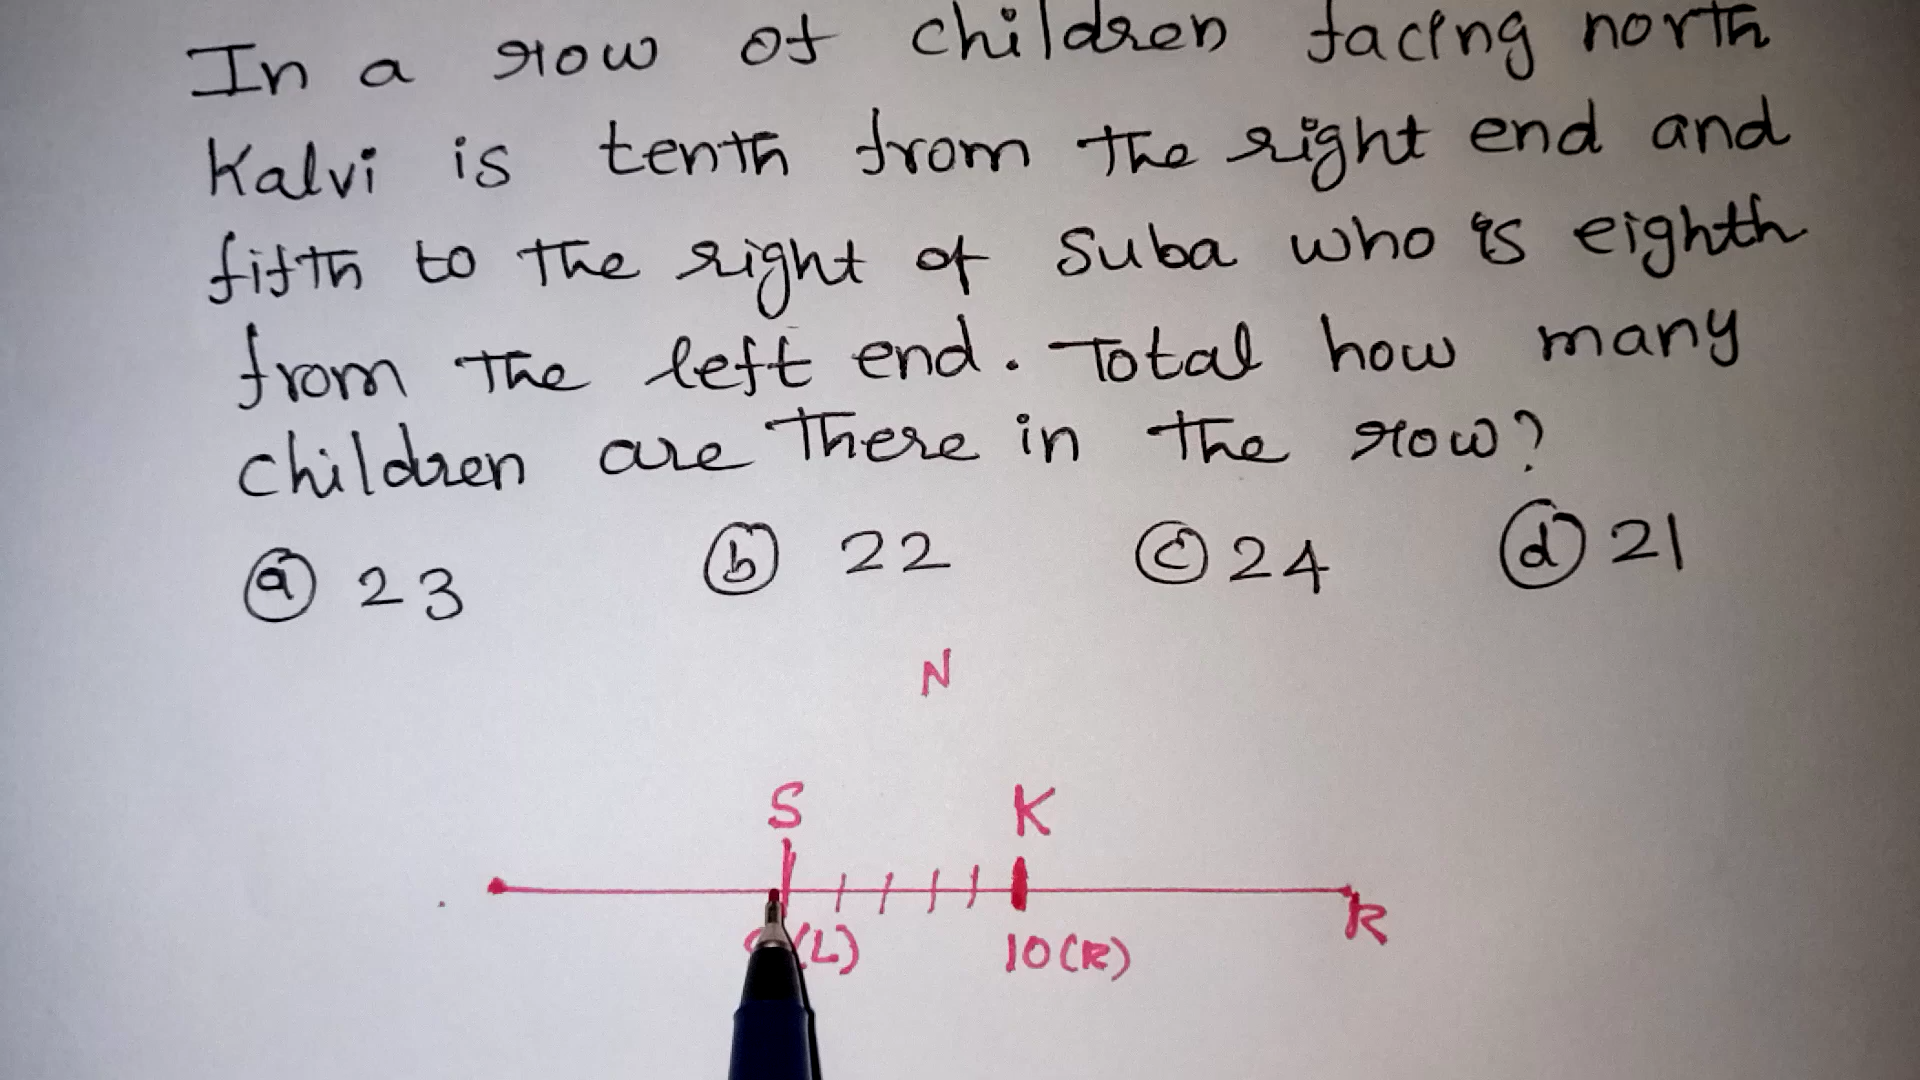 In a row of children facing north
Kalvi is tenth from the right end and
fifth to the right of Suba who is eighth
from the left end. Total how many
children are there in the row?
(a) 23 (b) 22 (c) 24 (d) 21
N
S K
(L) 10(R) R